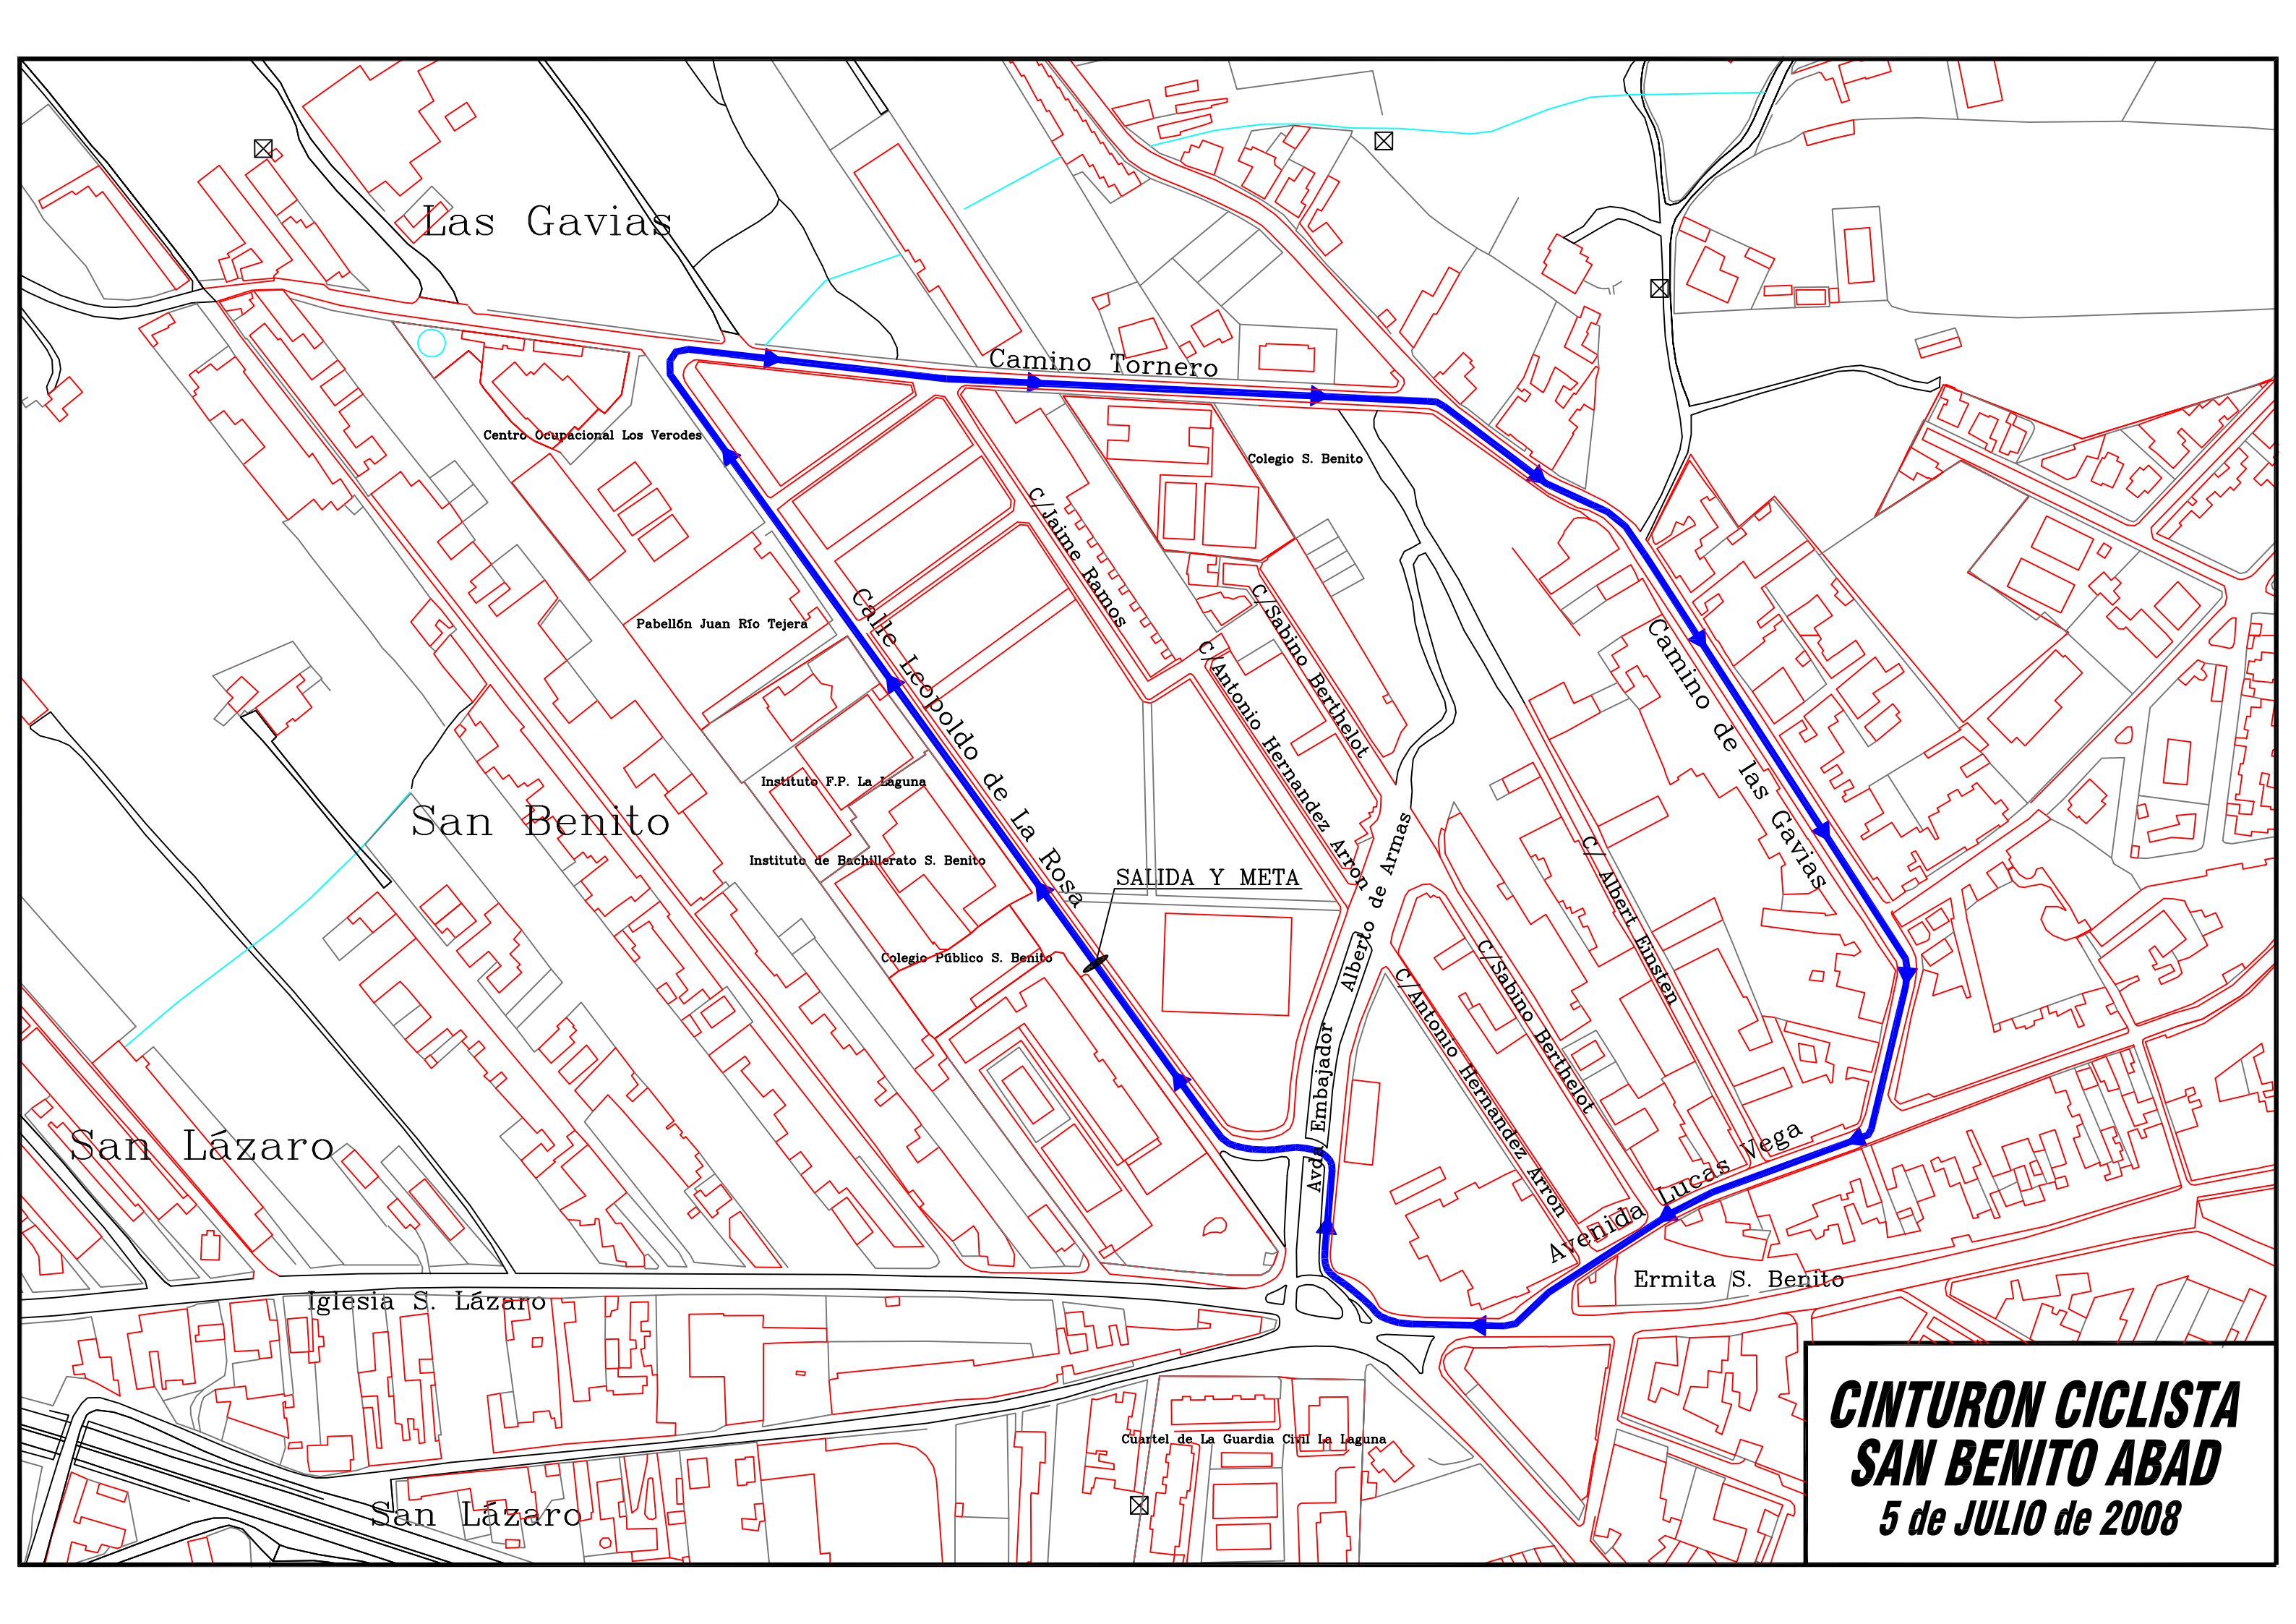 Las Gavias
Camino Tornero
Centro Ocupacional Los Verodes
Colegio S. Benito
C/Jaime Ramos
C/Sabino Berthelot
Pabellón Juan Río Tejera
Calle Leopoldo de La Rosa
C/Antonio Hernandez Arron
Camino de las Gavias
Instituto F.P. La Laguna
San Benito
Instituto de Bachillerato S. Benito
SALIDA Y META
C/ Albert Einsten
Avda Embajador Alberto de Armas
Colegio Público S. Benito
C/Sabino Berthelot
C/Antonio Hernandez Arron
San Lázaro
Avenida Lucas Vega
Ermita S. Benito
Iglesia S. Lázaro
Cuartel de La Guardia Civil La Laguna
San Lázaro
CINTURON CICLISTA
SAN BENITO ABAD
5 de JULIO de 2008